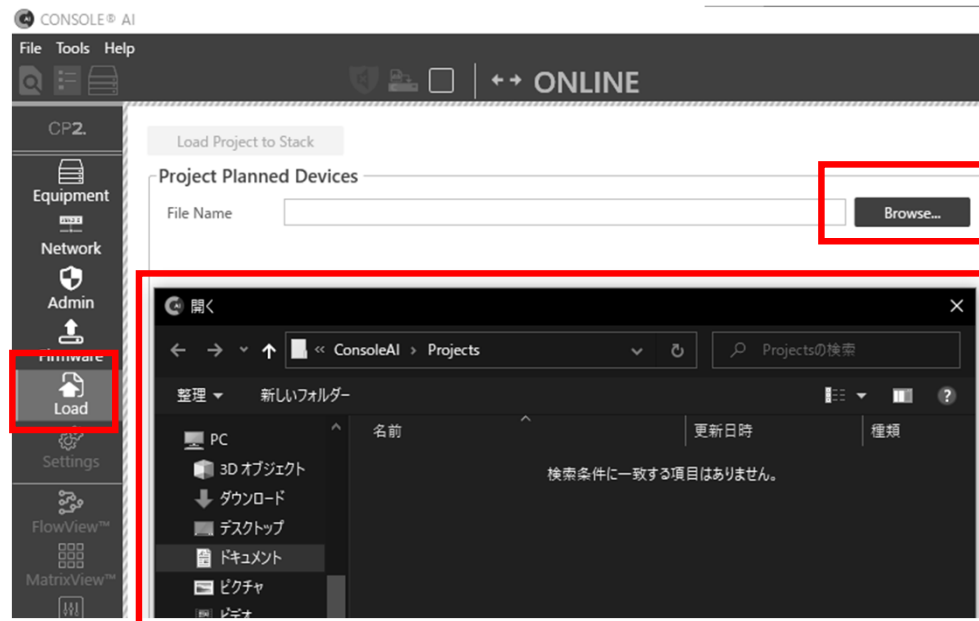 CONSOLE® AI
File Tools Help
ONLINE
CP2.
Equipment
Network
Admin
Firmware
Load
Settings
FlowView™
MatrixView™
Load Project to Stack
Project Planned Devices
File Name
Browse...
開く
« ConsoleAI › Projects
Projectsの検索
整理
新しいフォルダー
PC
3D オブジェクト
ダウンロード
デスクトップ
ドキュメント
ピクチャ
ビデオ
名前
更新日時
種類
検索条件に一致する項目はありません。